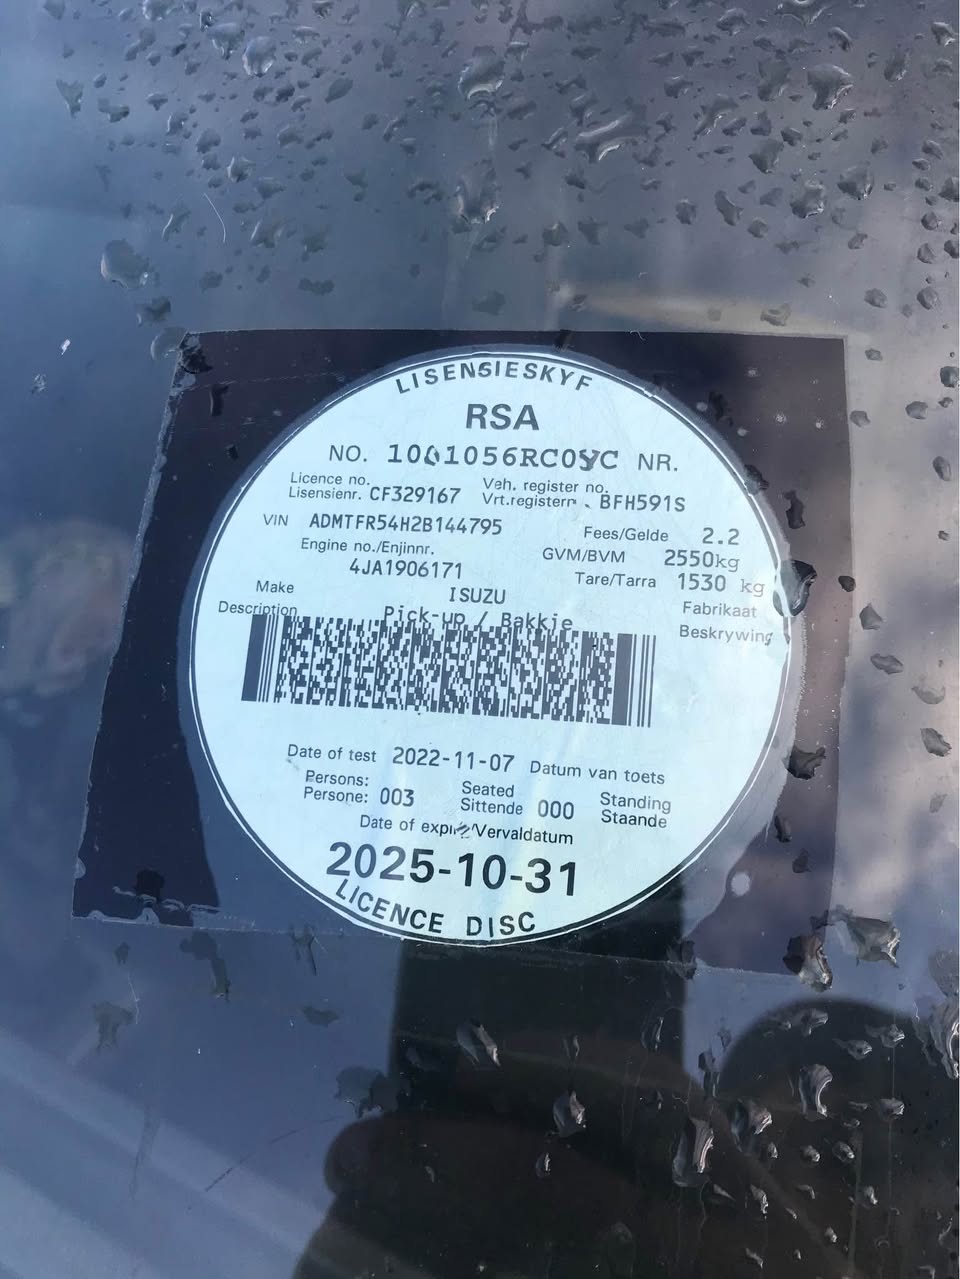 LISENSIESKYF
RSA
NO. 1001056RC0YC NR.
Licence no. Veh. register no.
Lisensienr. CF329167 Vrt.registernr. BFH591S
VIN ADMTFR54H2B144795 Fees/Gelde 2.2
Engine no./Enjinnr. GVM/BVM 2550kg
4JA1906171 Tare/Tarra 1530 kg
Make ISUZU Fabrikaat
Description Pick-up / Bakkie Beskrywing
Date of test 2022-11-07 Datum van toets
Persons: Seated Standing
Persone: 003 Sittende 000 Staande
Date of expiry/Vervaldatum
2025-10-31
LICENCE DISC